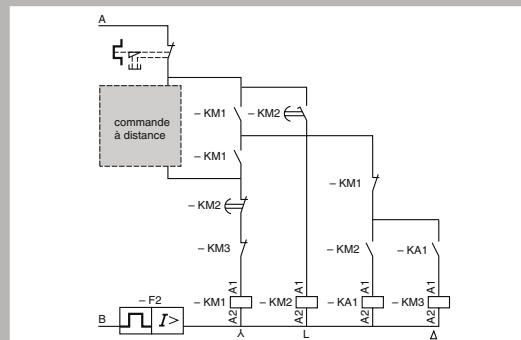 A
– KM1
– KM2
commande
à distance
– KM1
– KM1
– KM2
– KM3
– KM2
– KA1
– F2
– KM1
A1
A2
– KM2
A1
A2
– KA1
A1
A2
– KM3
A1
A2
B
I>
⅄
L
Δ